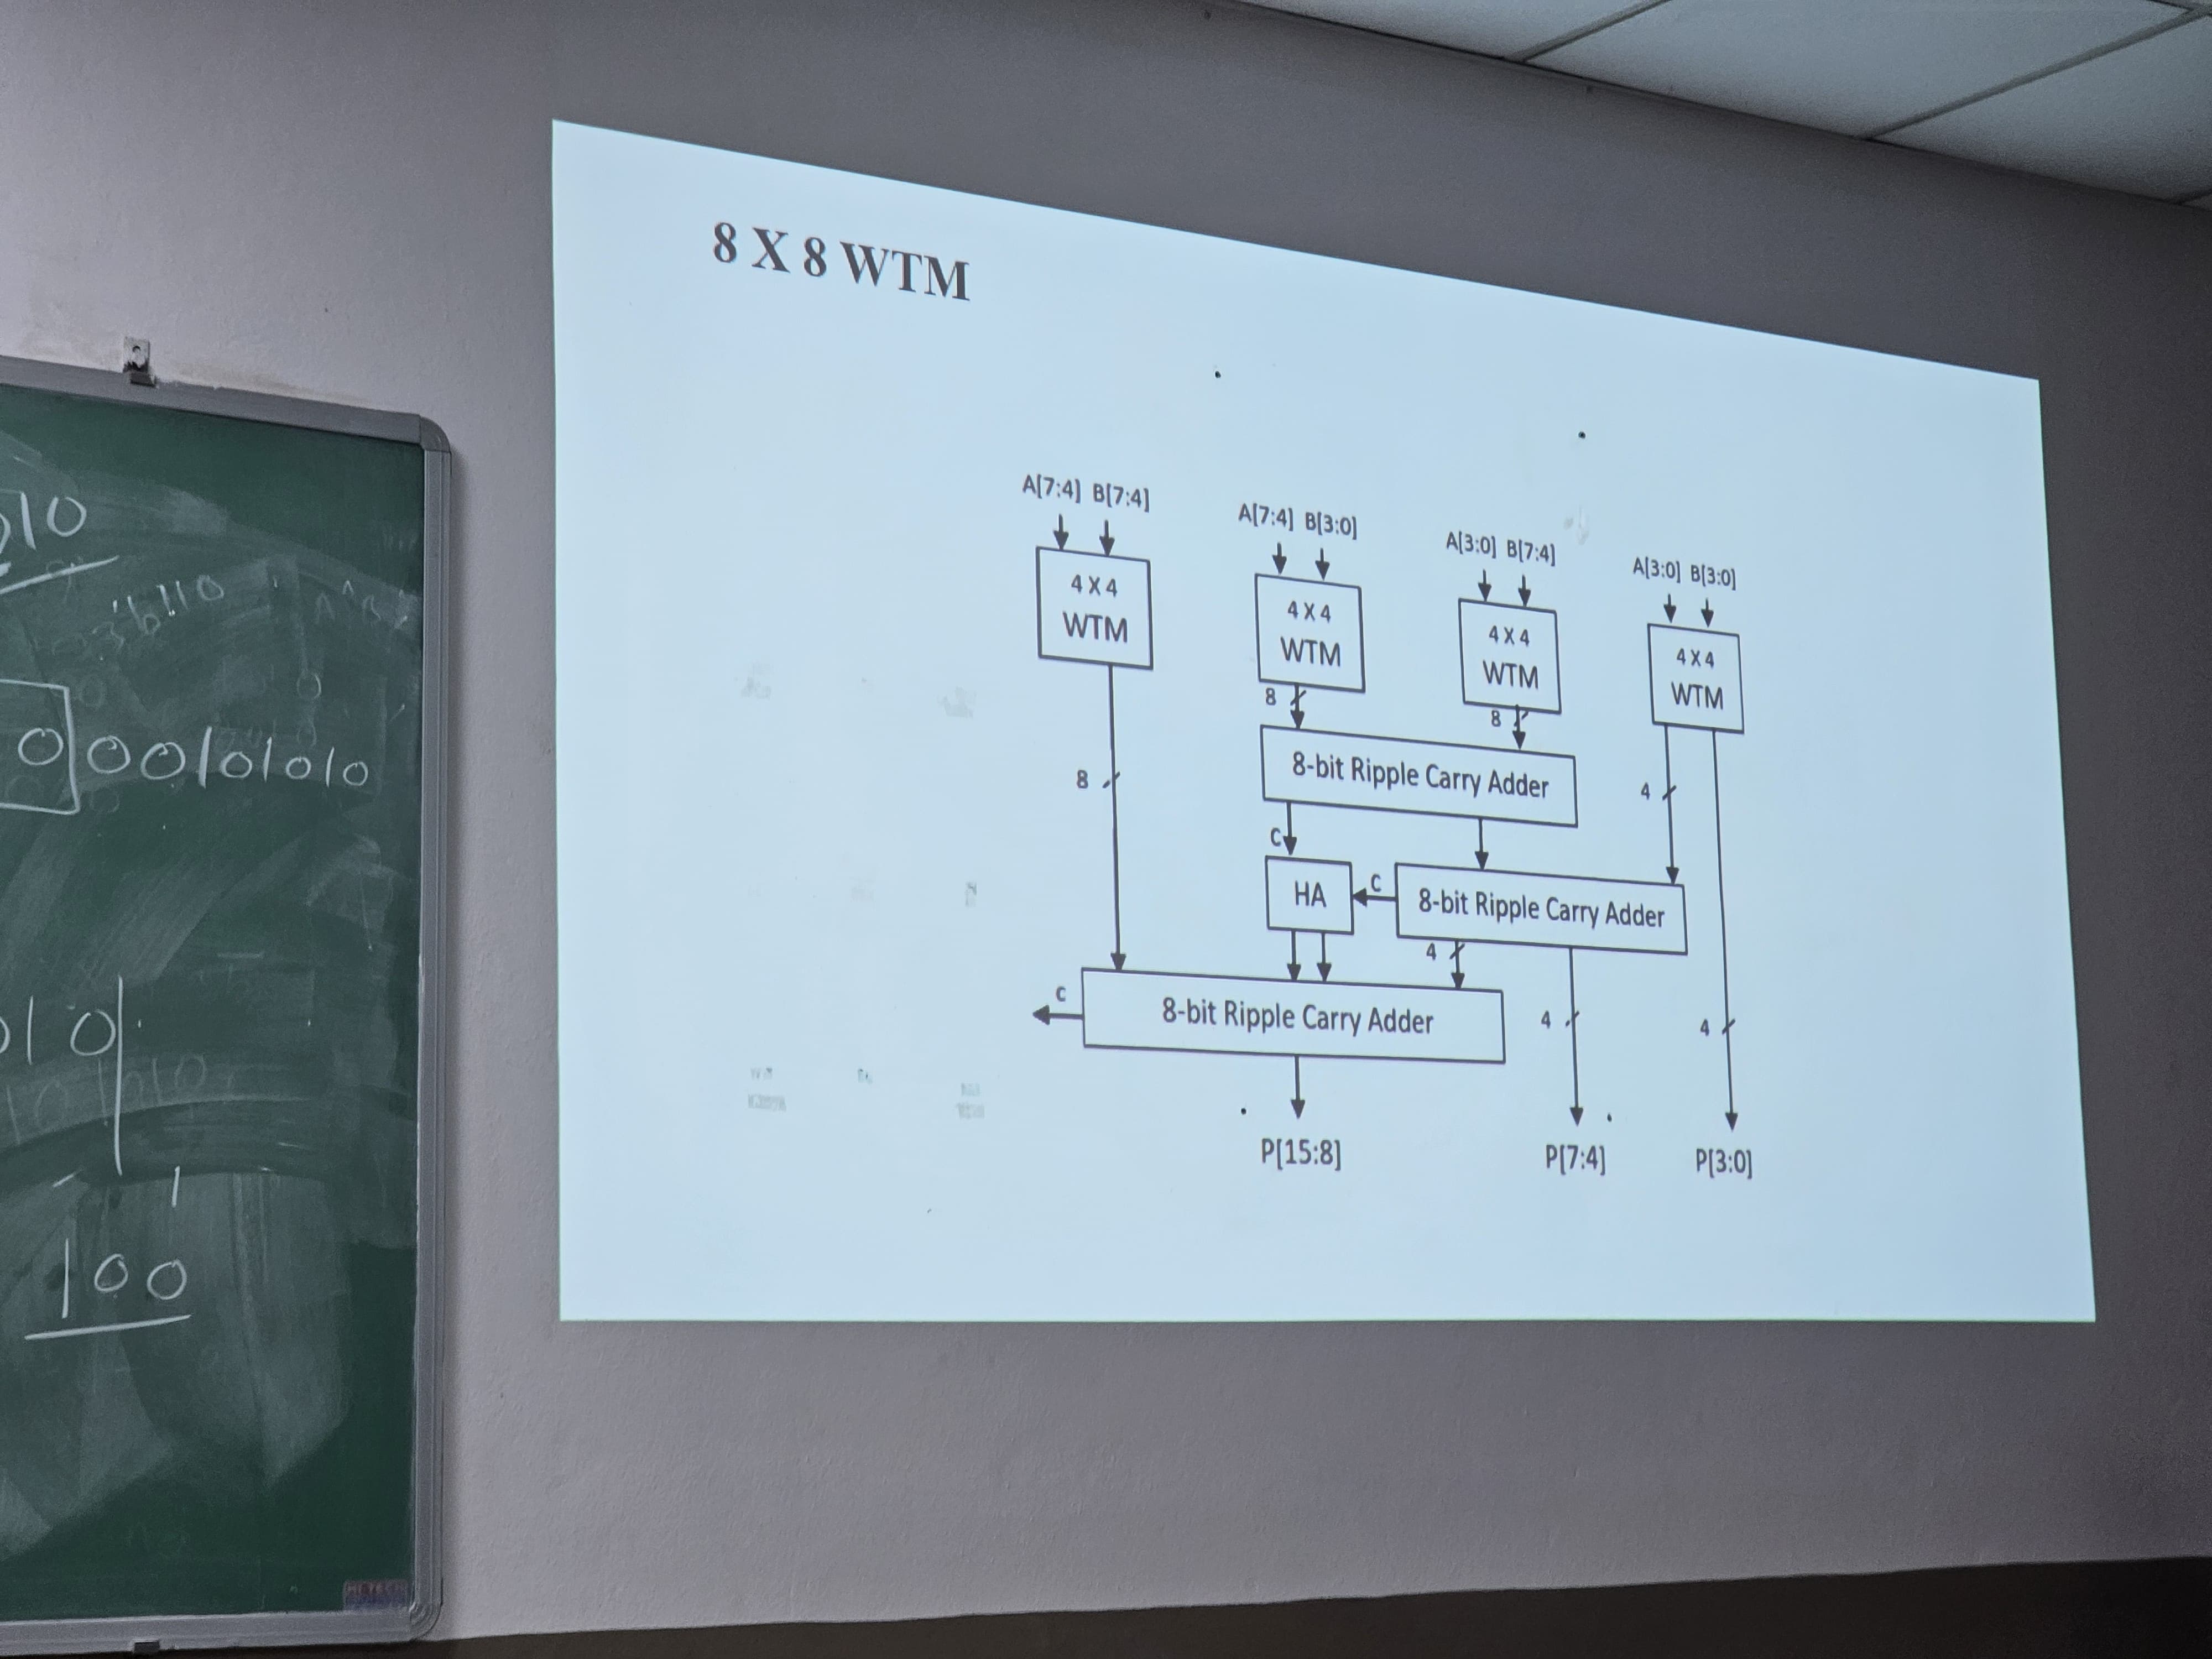 8 X 8 WTM
A[7:4] B[7:4]
A[7:4] B[3:0]
A[3:0] B[7:4]
A[3:0] B[3:0]
4 X 4
WTM
4 X 4
WTM
4 X 4
WTM
4 X 4
WTM
8
8
8-bit Ripple Carry Adder
8
4
C
HA
C
8-bit Ripple Carry Adder
4
C
8-bit Ripple Carry Adder
4
4
P[15:8]
P[7:4]
P[3:0]
10
0 00101010
010
100